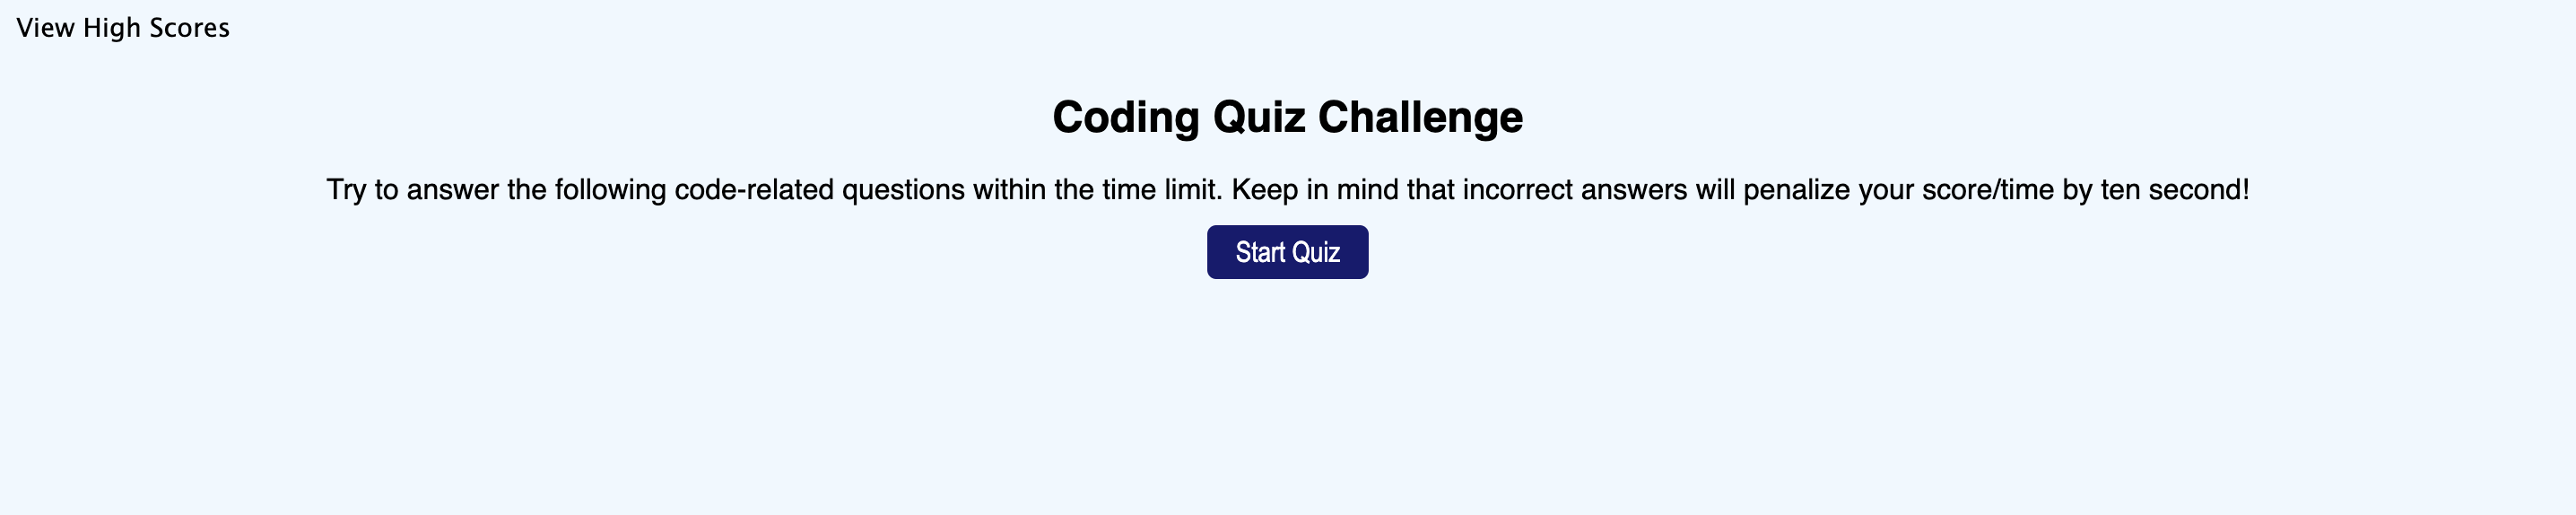 View High Scores
Coding Quiz Challenge
Try to answer the following code-related questions within the time limit. Keep in mind that incorrect answers will penalize your score/time by ten second!
Start Quiz